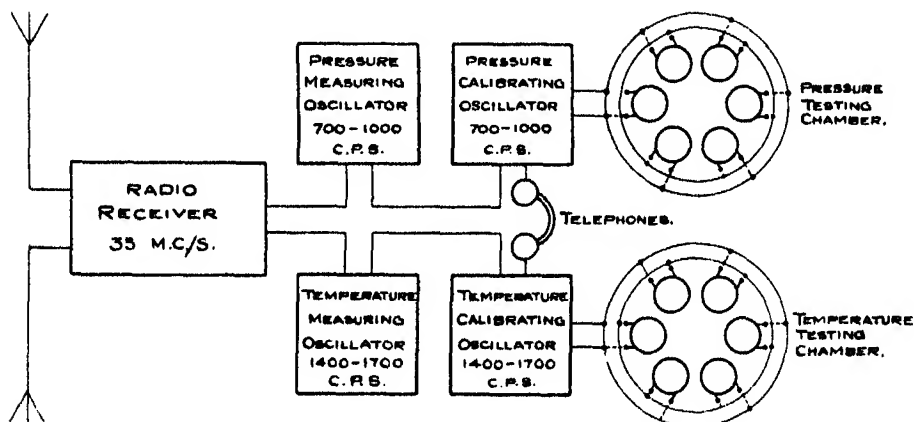 PRESSURE
MEASURING
OSCILLATOR
700-1000
C.P.S.
PRESSURE
CALIBRATING
OSCILLATOR
700-1000
C.P.S.
PRESSURE
TESTING
CHAMBER.
RADIO
RECEIVER
35 M.C/S.
TELEPHONES.
TEMPERATURE
MEASURING
OSCILLATOR
1400-1700
C.P.S.
TEMPERATURE
CALIBRATING
OSCILLATOR
1400-1700
C.P.S.
TEMPERATURE
TESTING
CHAMBER.